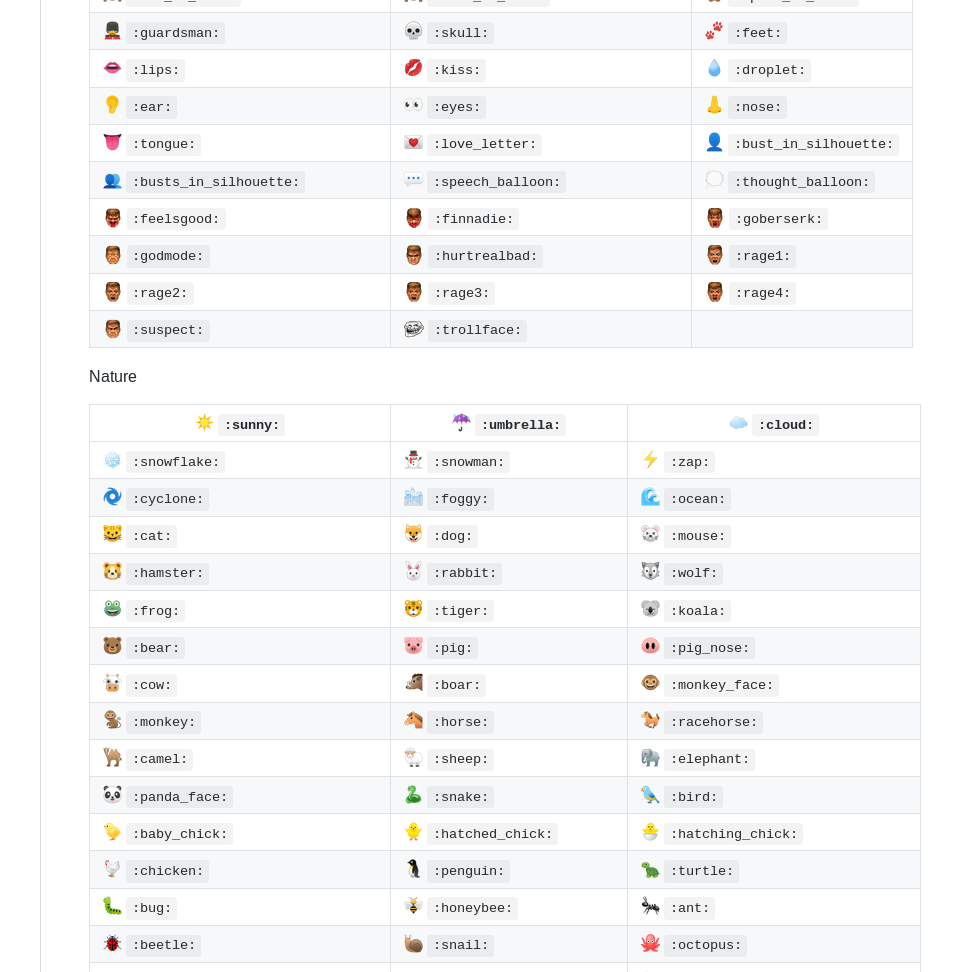 :guardsman: :skull: :feet:
:lips: :kiss: :droplet:
:ear: :eyes: :nose:
:tongue: :love_letter: :bust_in_silhouette:
:busts_in_silhouette: :speech_balloon: :thought_balloon:
:feelsgood: :finnadie: :goberserk:
:godmode: :hurtrealbad: :rage1:
:rage2: :rage3: :rage4:
:suspect: :trollface:
Nature
:sunny: :umbrella: :cloud:
:snowflake: :snowman: :zap:
:cyclone: :foggy: :ocean:
:cat: :dog: :mouse:
:hamster: :rabbit: :wolf:
:frog: :tiger: :koala:
:bear: :pig: :pig_nose:
:cow: :boar: :monkey_face:
:monkey: :horse: :racehorse:
:camel: :sheep: :elephant:
:panda_face: :snake: :bird:
:baby_chick: :hatched_chick: :hatching_chick:
:chicken: :penguin: :turtle:
:bug: :honeybee: :ant:
:beetle: :snail: :octopus: